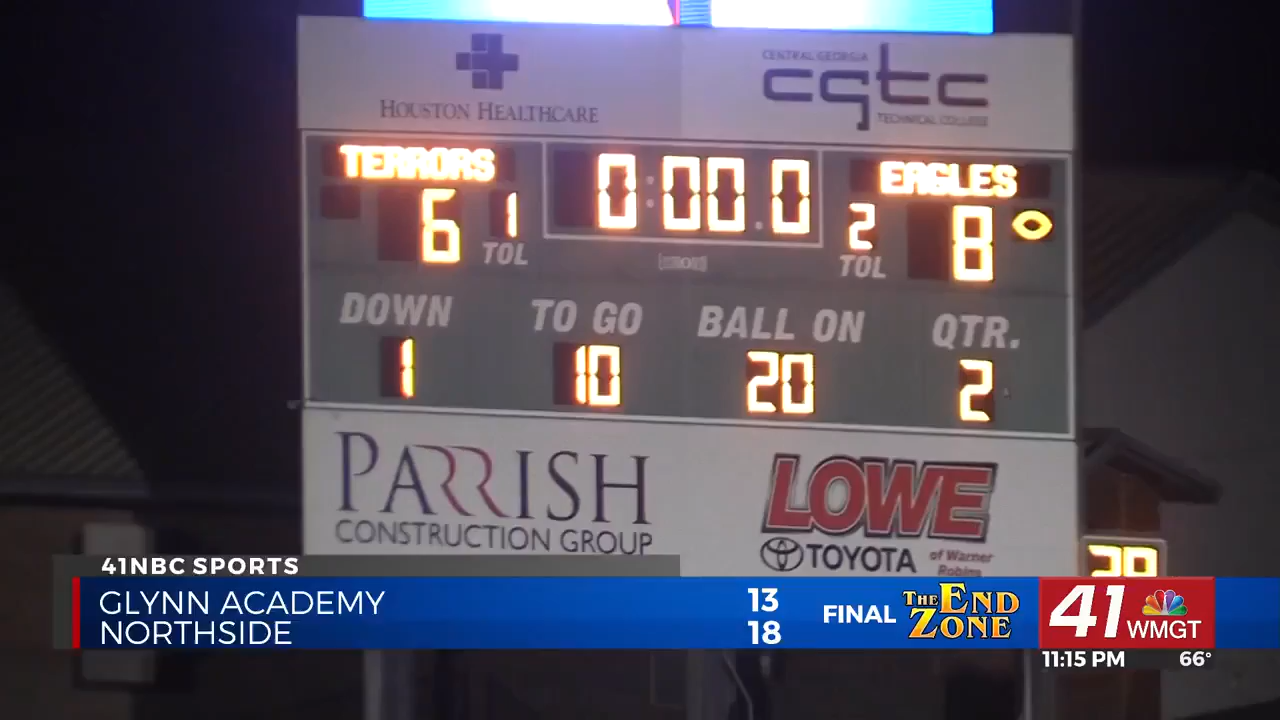 HOUSTON HEALTHCARE
CENTRAL GEORGIA
cgtc
TECHNICAL COLLEGE
TERRORS
0:00.0
EAGLES
6
1
2
8
TOL
TOL
DOWN
TO GO
BALL ON
QTR.
1
10
20
2
PARRISH
CONSTRUCTION GROUP
LOWE
TOYOTA
of Warner
Robins
41NBC SPORTS
GLYNN ACADEMY 13
NORTHSIDE 18
FINAL
THE END
ZONE
41
WMGT
11:15 PM 66°